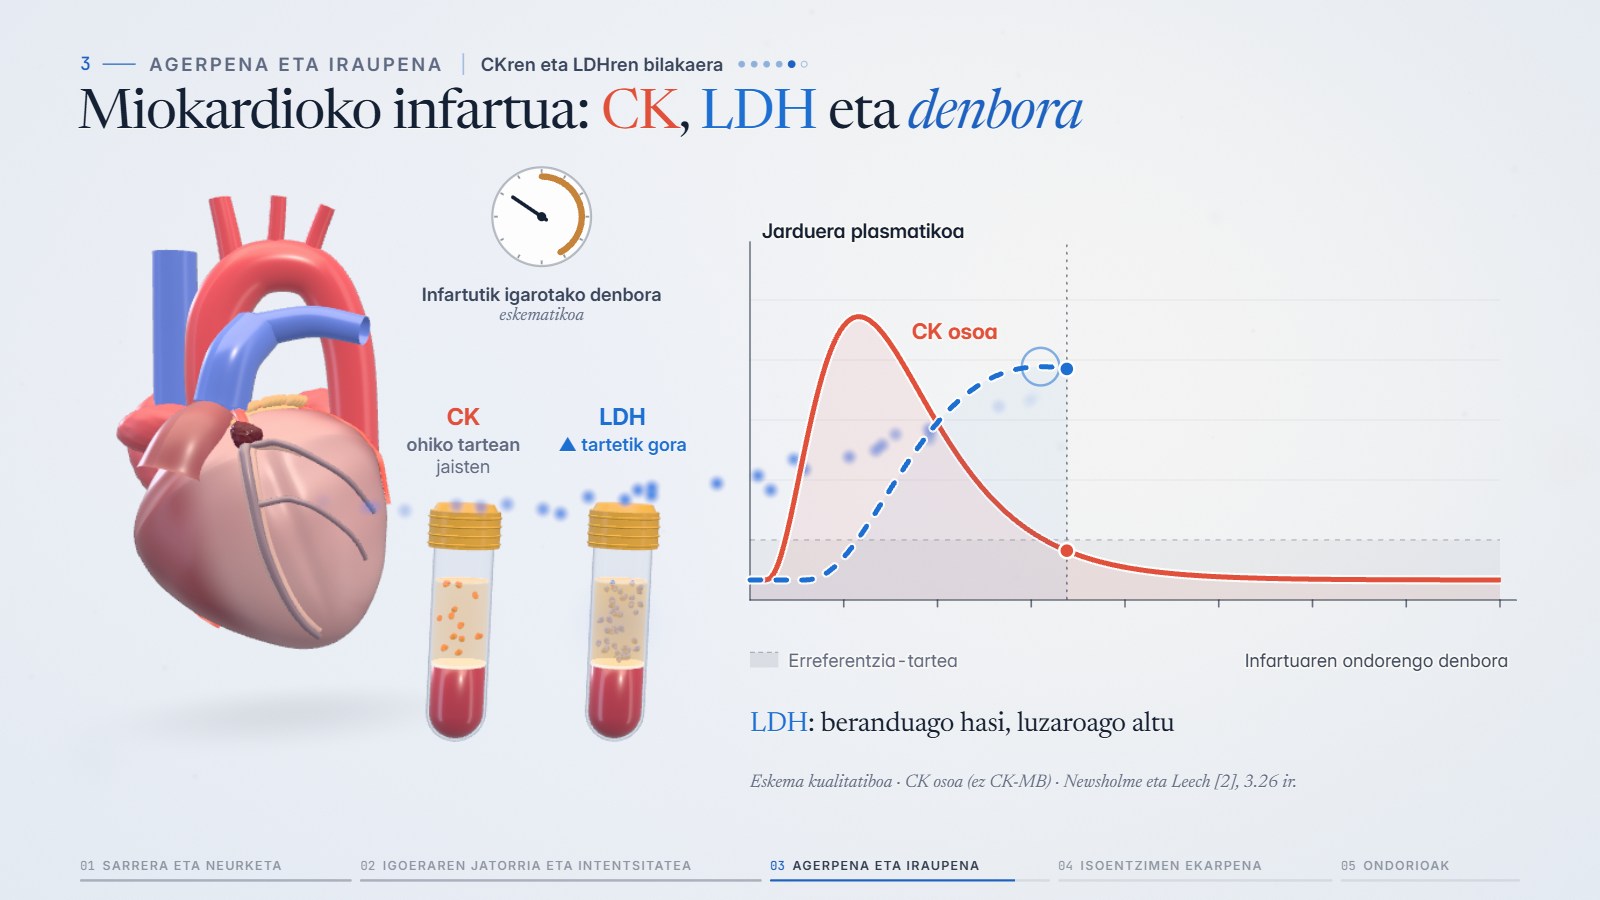 3 — AGERPENA ETA IRAUPENA | CKren eta LDHren bilakaera
Miokardioko infartua: CK, LDH eta denbora
Infartutik igarotako denbora
eskematikoa
CK
ohiko tartean
jaisten
LDH
▲ tartetik gora
Jarduera plasmatikoa
CK osoa
Erreferentzia-tartea
Infartuaren ondorengo denbora
LDH: beranduago hasi, luzaroago altu
Eskema kualitatiboa · CK osoa (ez CK-MB) · Newsholme eta Leech [2], 3.26 ir.
01 SARRERA ETA NEURKETA
02 IGOERAREN JATORRIA ETA INTENTSITATEA
03 AGERPENA ETA IRAUPENA
04 ISOENTZIMEN EKARPENA
05 ONDORIOAK